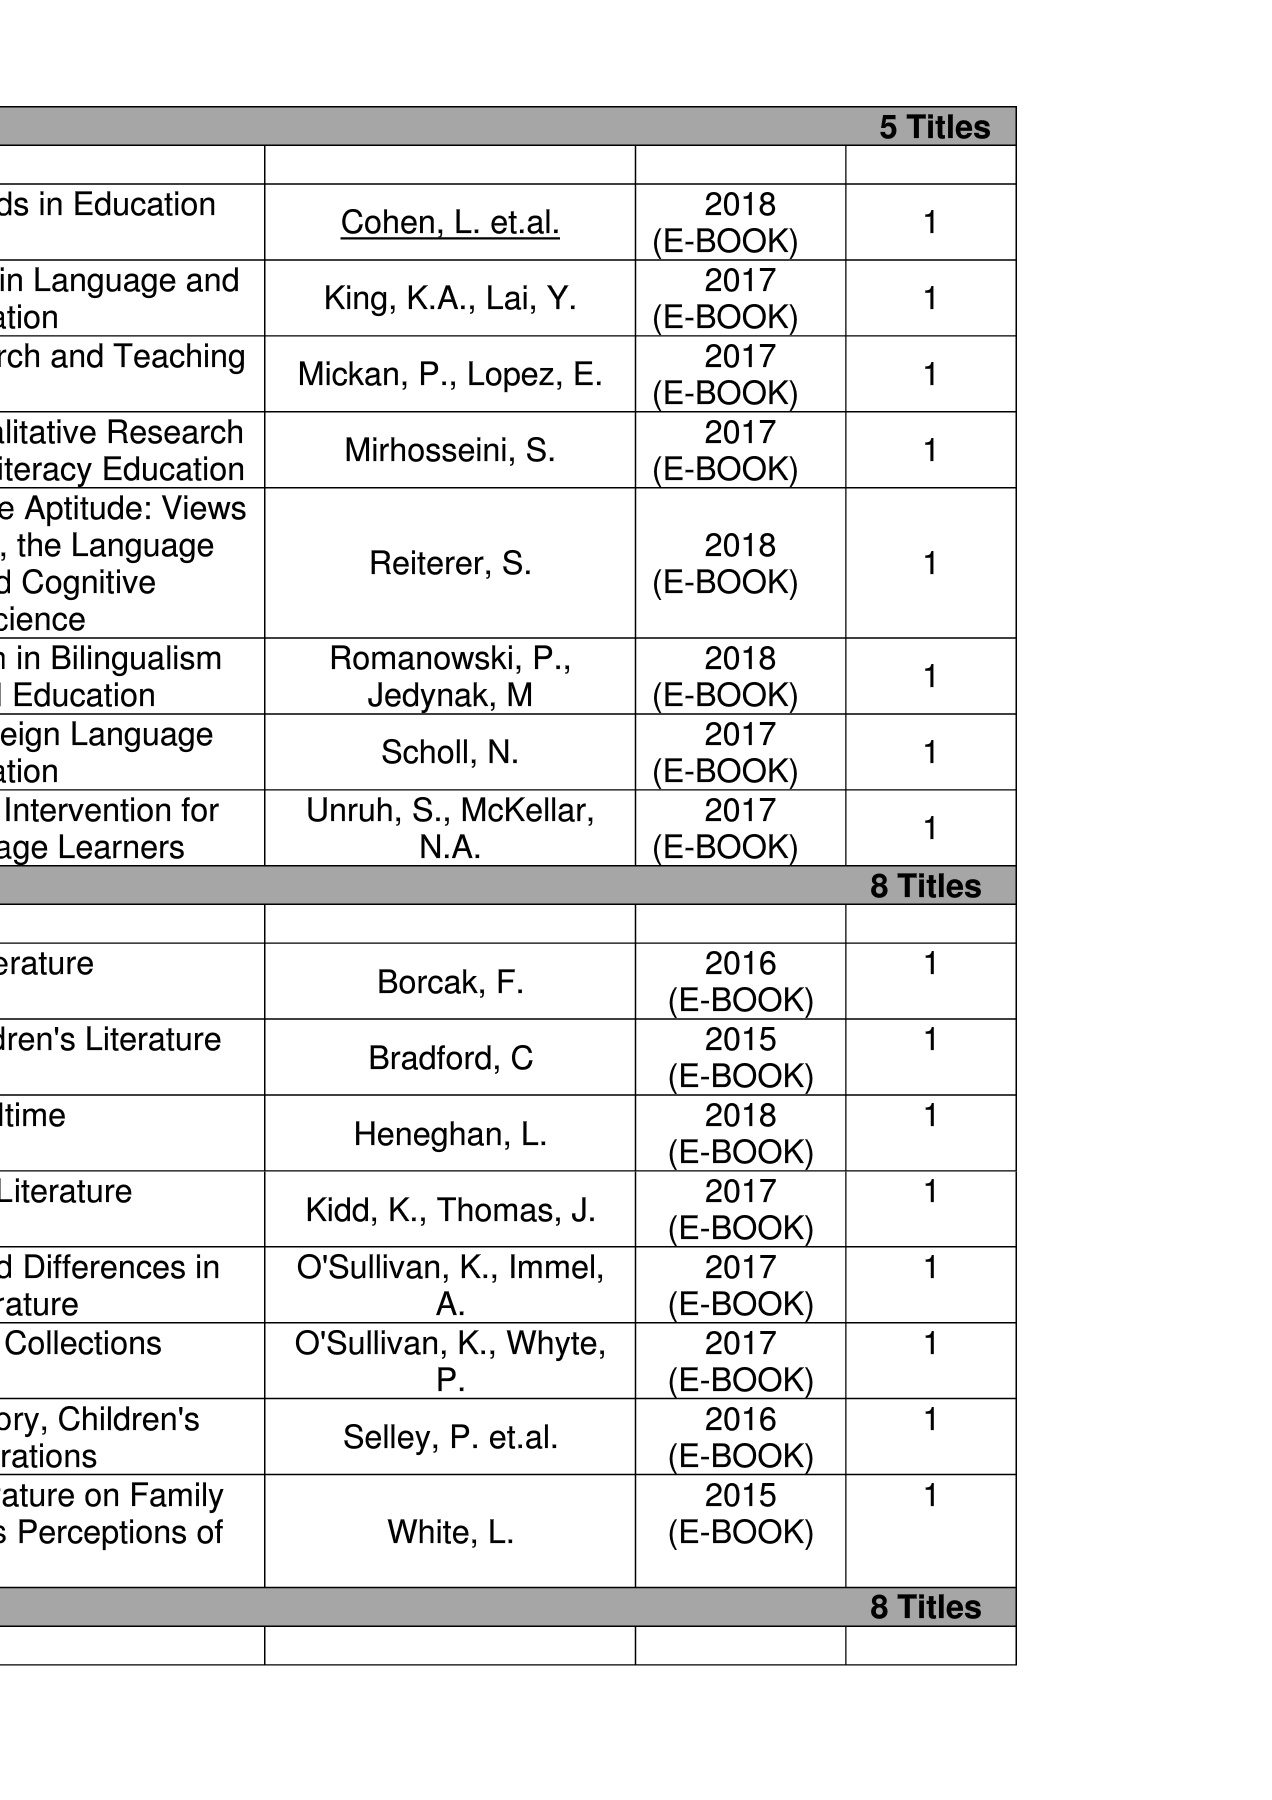 5 Titles
ds in Education
Cohen, L. et.al.
2018
(E-BOOK)
1
in Language and
ation
King, K.A., Lai, Y.
2017
(E-BOOK)
1
rch and Teaching
Mickan, P., Lopez, E.
2017
(E-BOOK)
1
alitative Research
iteracy Education
Mirhosseini, S.
2017
(E-BOOK)
1
e Aptitude: Views
, the Language
d Cognitive
cience
Reiterer, S.
2018
(E-BOOK)
1
n in Bilingualism
l Education
Romanowski, P.,
Jedynak, M
2018
(E-BOOK)
1
eign Language
ation
Scholl, N.
2017
(E-BOOK)
1
Intervention for
age Learners
Unruh, S., McKellar,
N.A.
2017
(E-BOOK)
1
8 Titles
erature
Borcak, F.
2016
(E-BOOK)
1
dren's Literature
Bradford, C
2015
(E-BOOK)
1
ltime
Heneghan, L.
2018
(E-BOOK)
1
Literature
Kidd, K., Thomas, J.
2017
(E-BOOK)
1
d Differences in
rature
O'Sullivan, K., Immel,
A.
2017
(E-BOOK)
1
Collections
O'Sullivan, K., Whyte,
P.
2017
(E-BOOK)
1
ory, Children's
rations
Selley, P. et.al.
2016
(E-BOOK)
1
rature on Family
s Perceptions of
White, L.
2015
(E-BOOK)
1
8 Titles